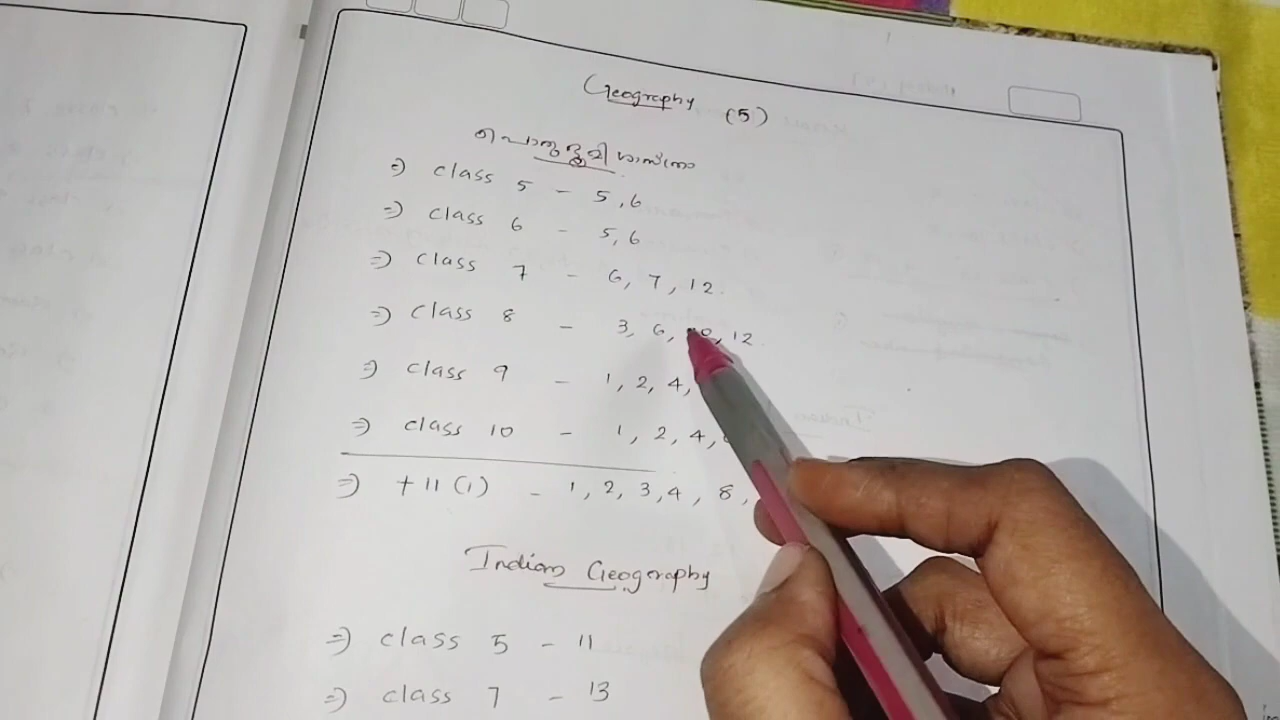 Geography (5)
പൊതുഭൂമിശാസ്ത്രം
⇒ class 5 - 5, 6
⇒ class 6 - 5, 6
⇒ class 7 - 6, 7, 12
⇒ class 8 - 3, 6, 12
⇒ class 9 - 1, 2, 4,
⇒ class 10 - 1, 2, 4,
⇒ +11 (1) - 1, 2, 3, 4, 8,
Indian Geography
⇒ class 5 - 11
⇒ class 7 - 13